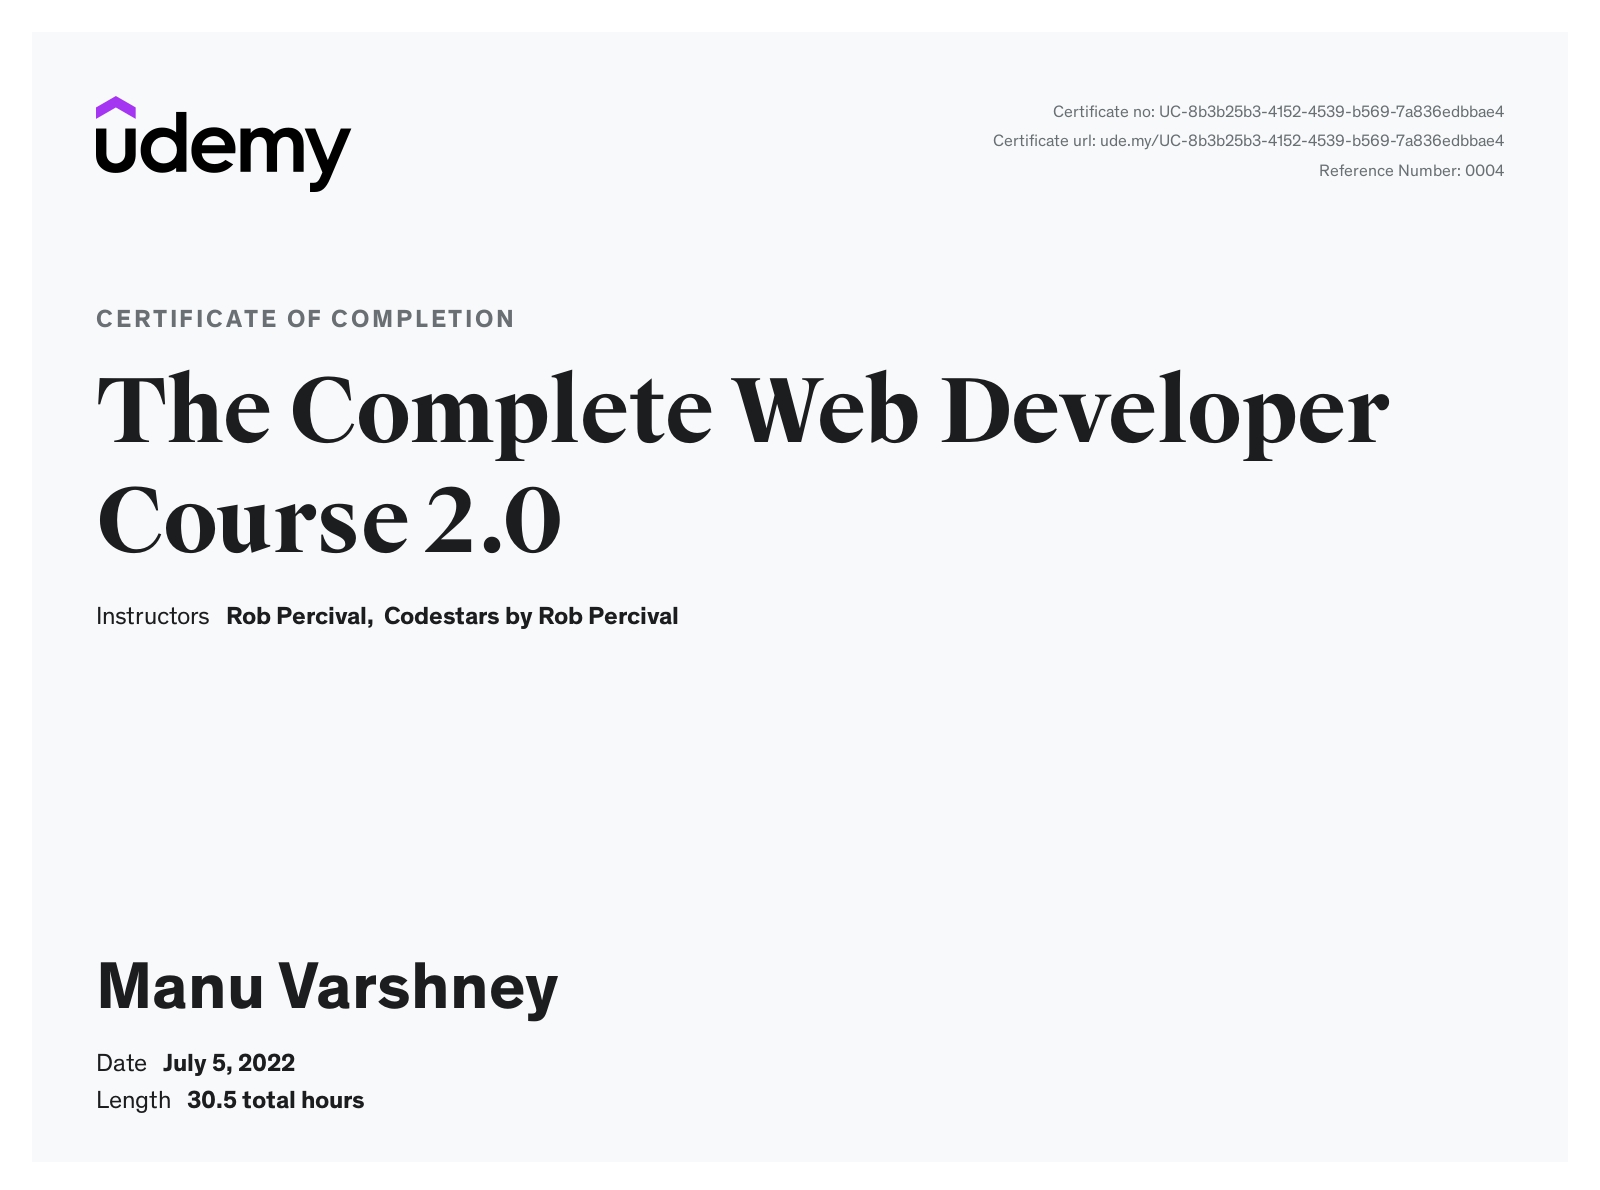 udemy
Certificate no: UC-8b3b25b3-4152-4539-b569-7a836edbbae4
Certificate url: ude.my/UC-8b3b25b3-4152-4539-b569-7a836edbbae4
Reference Number: 0004
CERTIFICATE OF COMPLETION
The Complete Web Developer
Course 2.0
Instructors Rob Percival, Codestars by Rob Percival
Manu Varshney
Date July 5, 2022
Length 30.5 total hours